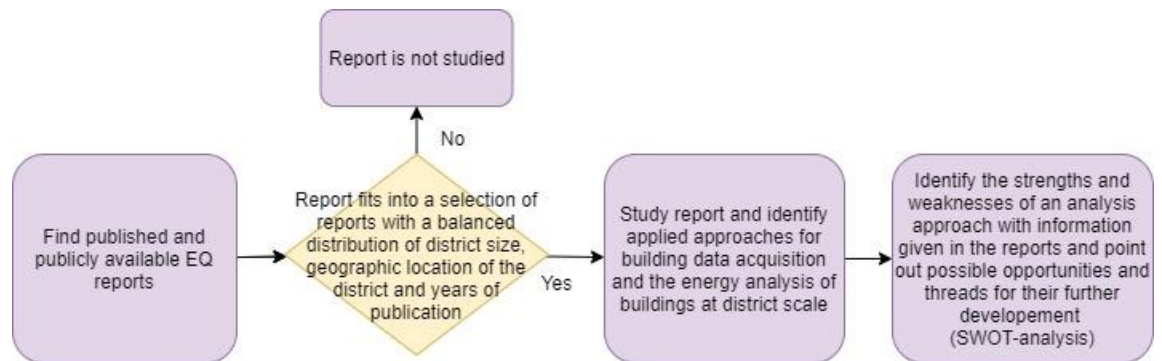 Report is not studied
No
Find published and
publicly available EQ
reports
Report fits into a selection of
reports with a balanced
distribution of district size,
geographic location of the
district and years of
publication
Yes
Study report and identify
applied approaches for
building data acquisition
and the energy analysis of
buildings at district scale
Identify the strengths and
weaknesses of an analysis
approach with information
given in the reports and point
out possible opportunities and
threads for their further
developement
(SWOT-analysis)